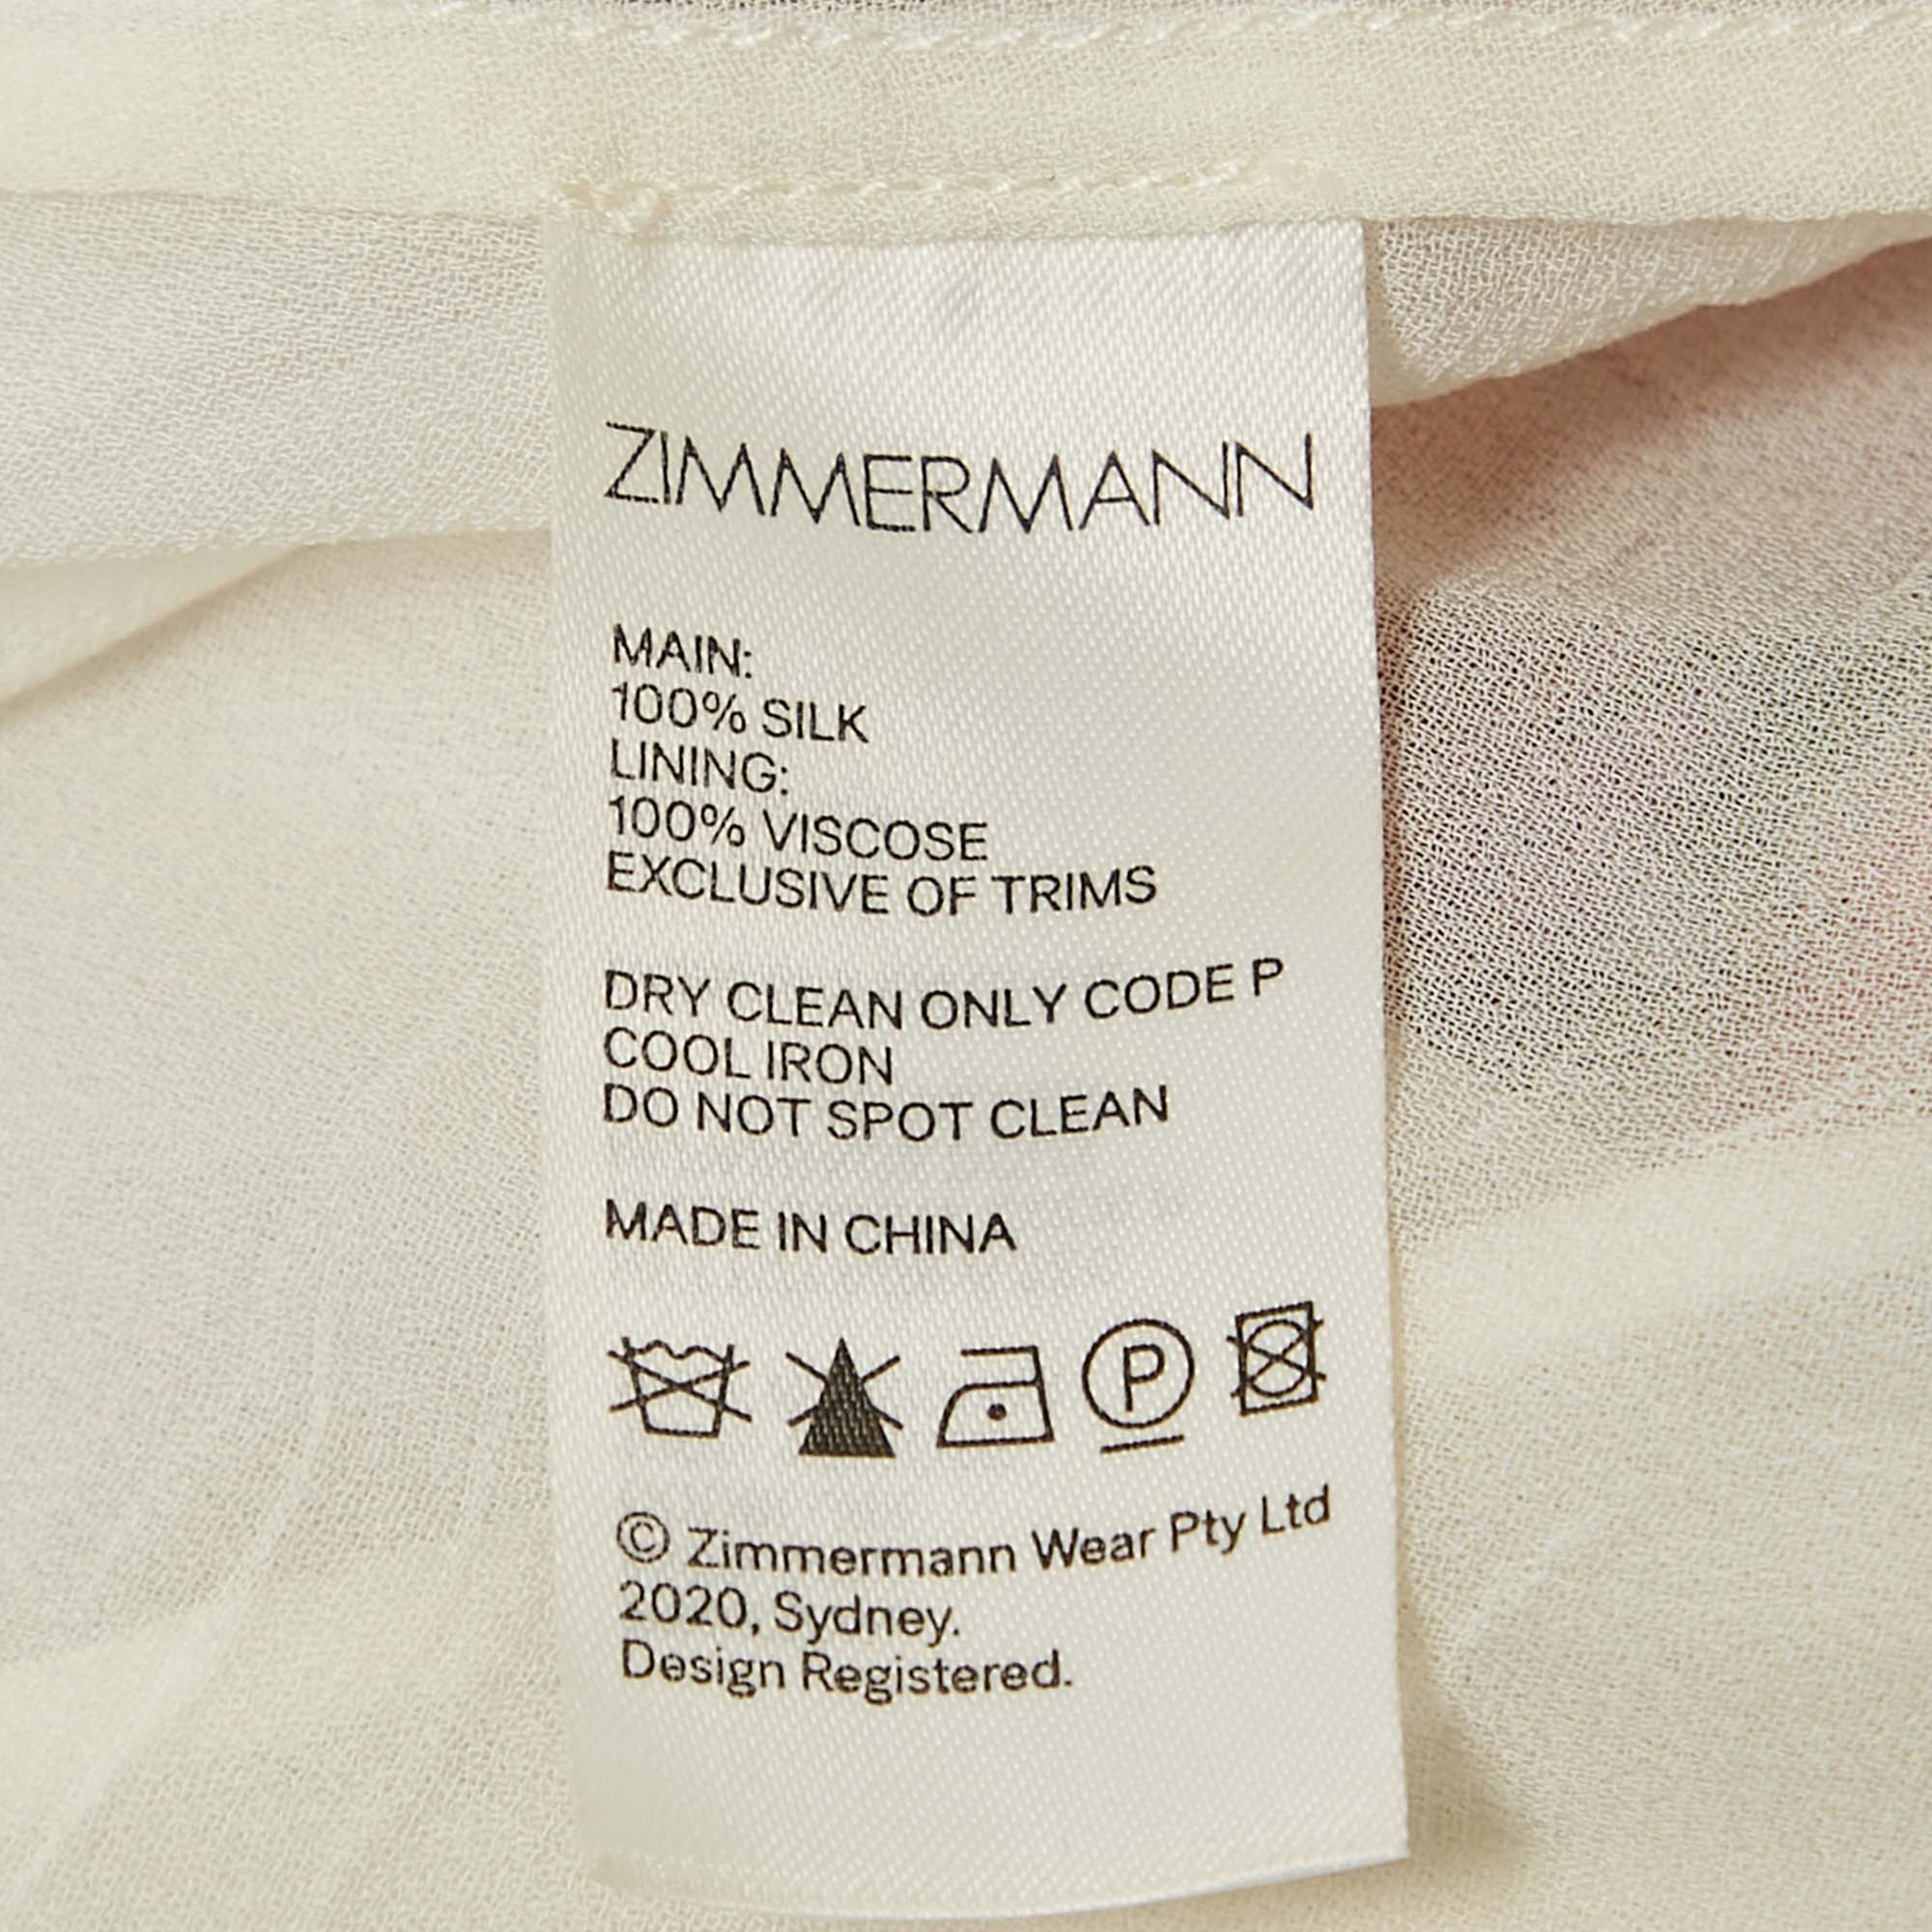 ZIMMERMANN
MAIN:
100% SILK
LINING:
100% VISCOSE
EXCLUSIVE OF TRIMS
DRY CLEAN ONLY CODE P
COOL IRON
DO NOT SPOT CLEAN
MADE IN CHINA
P
© Zimmermann Wear Pty Ltd
2020, Sydney.
Design Registered.